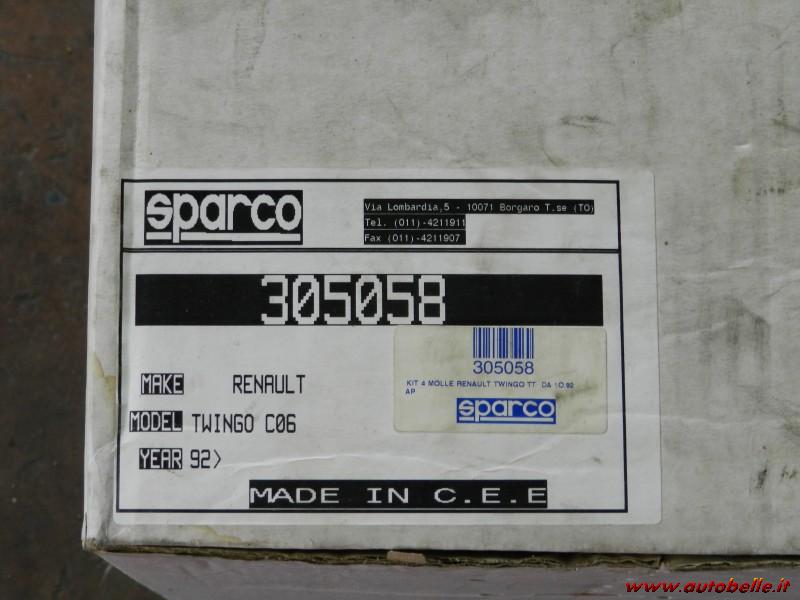 sparco
Via Lombardia,5 - 10071 Borgaro T.se (TO)
Tel. (011)-4211911
Fax (011)-4211907
305058
305058
KIT 4 MOLLE RENAULT TWINGO TT DA 10.92
AP
sparco
MAKE RENAULT
MODEL TWINGO C06
YEAR 92>
MADE IN C.E.E
www.autobelle.it